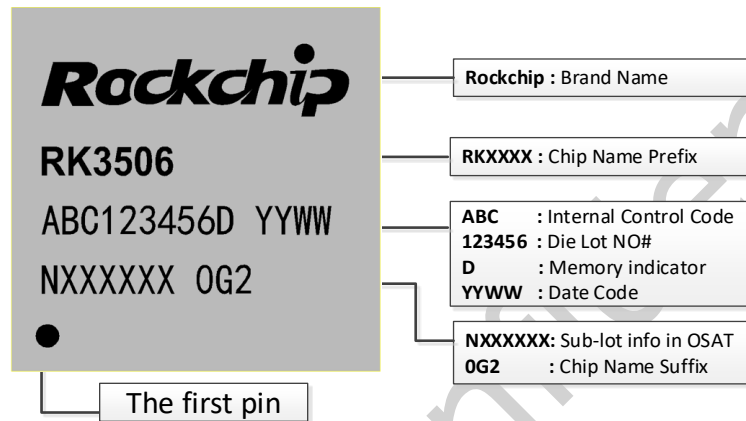 Rockchip
RK3506
ABC123456D YYWW
NXXXXXX 0G2
The first pin
Rockchip : Brand Name
RKXXXX : Chip Name Prefix
ABC : Internal Control Code
123456 : Die Lot NO#
D : Memory indicator
YYWW : Date Code
NXXXXXX: Sub-lot info in OSAT
0G2 : Chip Name Suffix